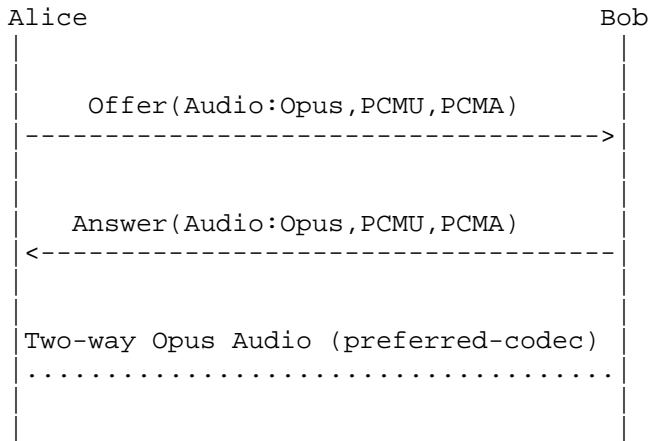 Alice Bob
Offer(Audio:Opus,PCMU,PCMA)
Answer(Audio:Opus,PCMU,PCMA)
Two-way Opus Audio (preferred-codec)